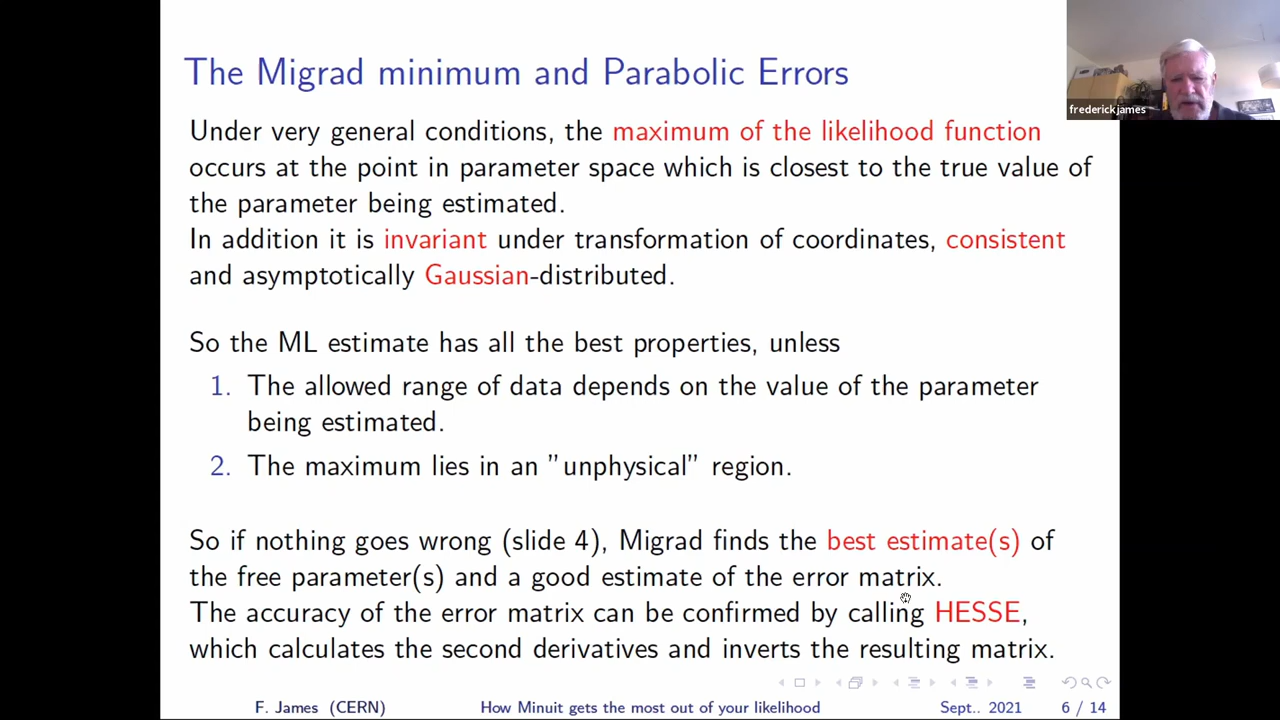 The Migrad minimum and Parabolic Errors
frederick james
Under very general conditions, the maximum of the likelihood function
occurs at the point in parameter space which is closest to the true value of
the parameter being estimated.
In addition it is invariant under transformation of coordinates, consistent
and asymptotically Gaussian-distributed.
So the ML estimate has all the best properties, unless
1. The allowed range of data depends on the value of the parameter
being estimated.
2. The maximum lies in an "unphysical" region.
So if nothing goes wrong (slide 4), Migrad finds the best estimate(s) of
the free parameter(s) and a good estimate of the error matrix.
The accuracy of the error matrix can be confirmed by calling HESSE,
which calculates the second derivatives and inverts the resulting matrix.
F. James (CERN) How Minuit gets the most out of your likelihood Sept.. 2021 6 / 14